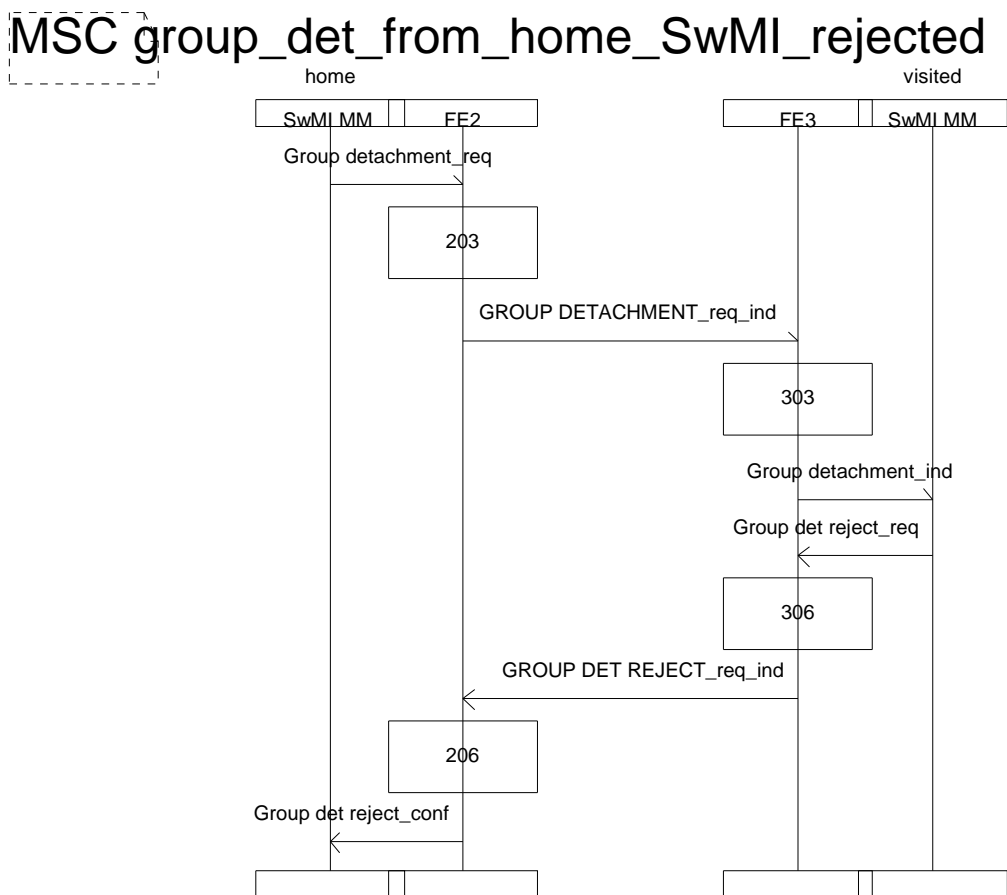 MSC group_det_from_home_SwMI_rejected
home visited
SwMI MM FE2 FE3 SwMI MM
Group detachment_req
203
GROUP DETACHMENT_req_ind
303
Group detachment_ind
Group det reject_req
306
GROUP DET REJECT_req_ind
206
Group det reject_conf